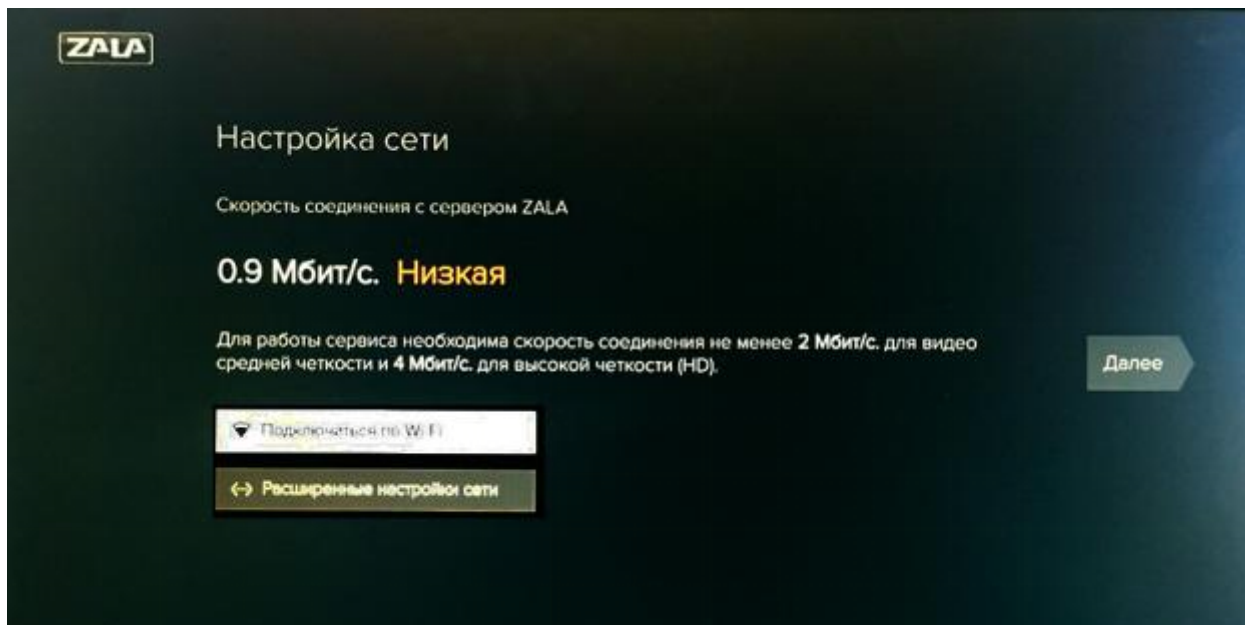 ZALA
Настройка сети
Скорость соединения с сервером ZALA
0.9 Мбит/с. Низкая
Для работы сервиса необходима скорость соединения не менее 2 Мбит/с. для видео
средней четкости и 4 Мбит/с. для высокой четкости (HD).
Далее
Подключаться по Wi Fi
Расширенные настройки сети